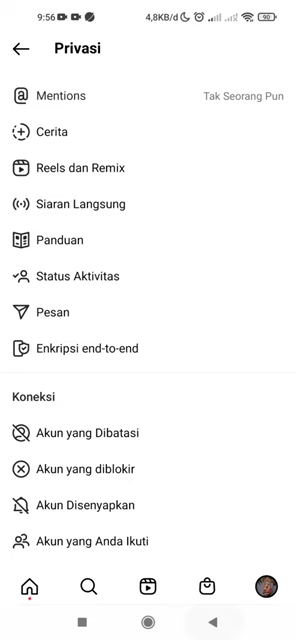 9:56 4,8KB/d 90
Privasi
Mentions Tak Seorang Pun
Cerita
Reels dan Remix
Siaran Langsung
Panduan
Status Aktivitas
Pesan
Enkripsi end-to-end
Koneksi
Akun yang Dibatasi
Akun yang diblokir
Akun Disenyapkan
Akun yang Anda Ikuti